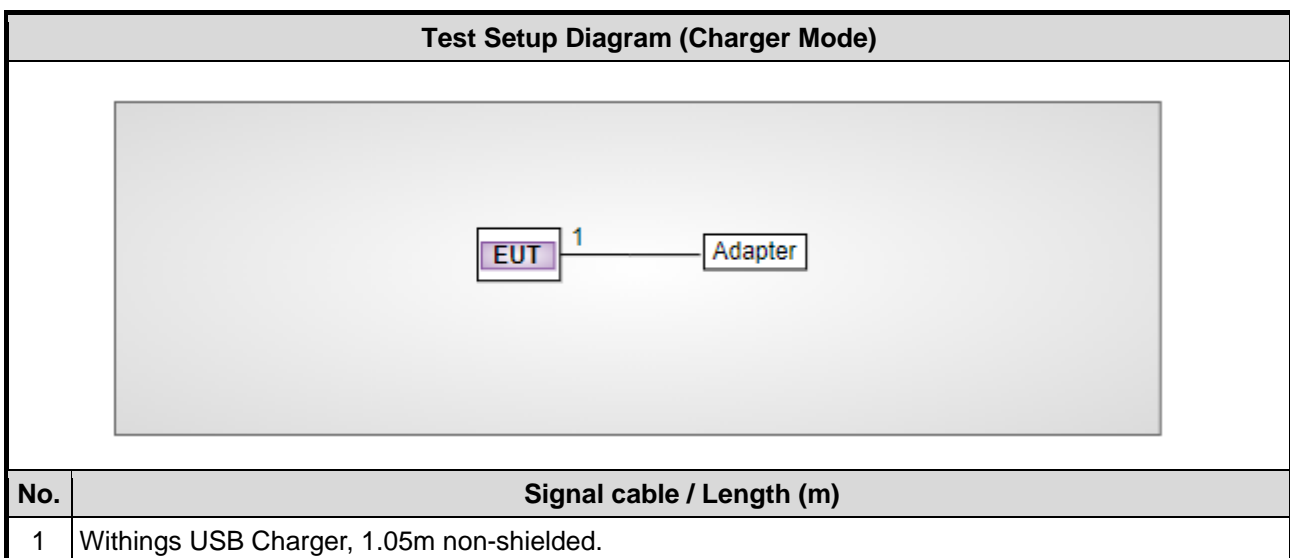 Test Setup Diagram (Charger Mode)
EUT 1 Adapter
No. Signal cable / Length (m)
1 Withings USB Charger, 1.05m non-shielded.